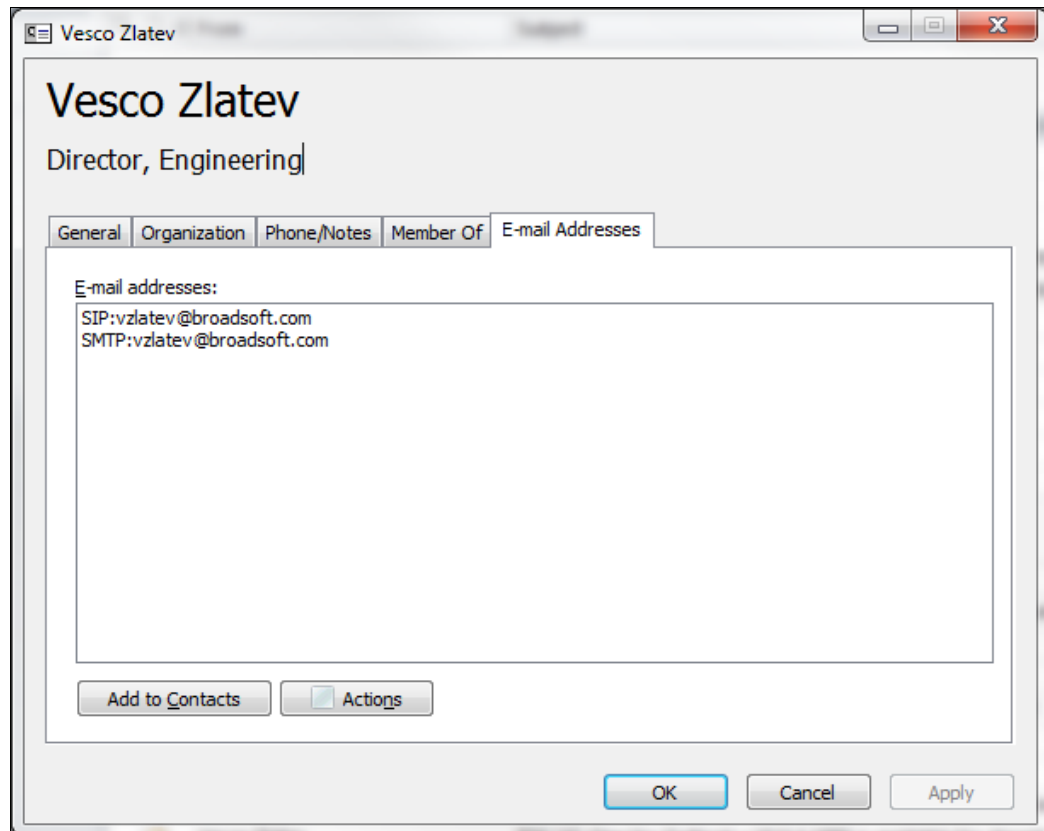 Vesco Zlatev
Vesco Zlatev
Director, Engineering
General Organization Phone/Notes Member Of E-mail Addresses
E-mail addresses:
SIP:vzlatev@broadsoft.com
SMTP:vzlatev@broadsoft.com
Add to Contacts Actions
OK Cancel Apply